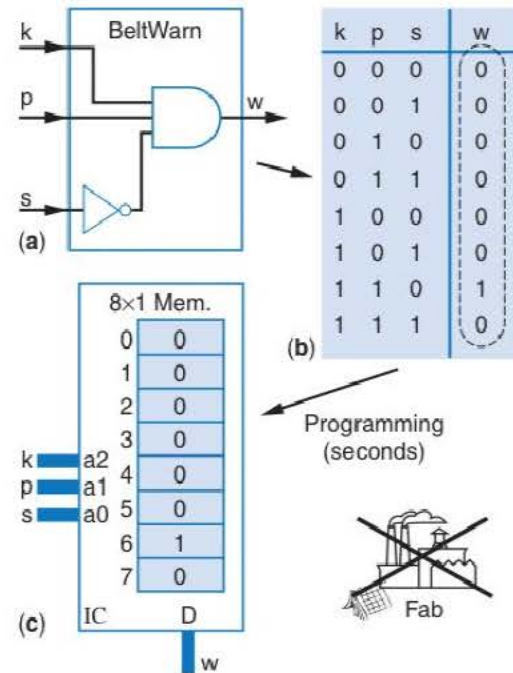 BeltWarn
k
p
w
s
(a)
k p s w
0 0 0 0
0 0 1 0
0 1 0 0
0 1 1 0
1 0 0 0
1 0 1 0
1 1 0 1
1 1 1 0
(b)
8×1 Mem.
0 0
1 0
2 0
3 0
k a2 4 0
p a1
s a0 5 0
6 1
7 0
(c)
IC D
w
Programming
(seconds)
Fab